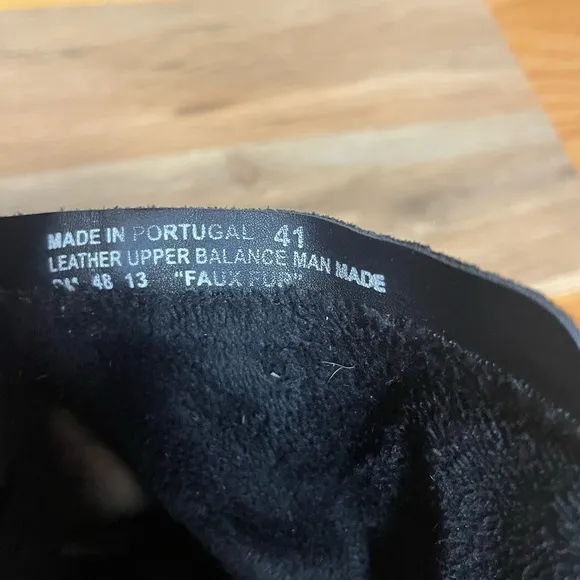 MADE IN PORTUGAL 41
LEATHER UPPER BALANCE MAN MADE
48 13 "FAUX FUR"